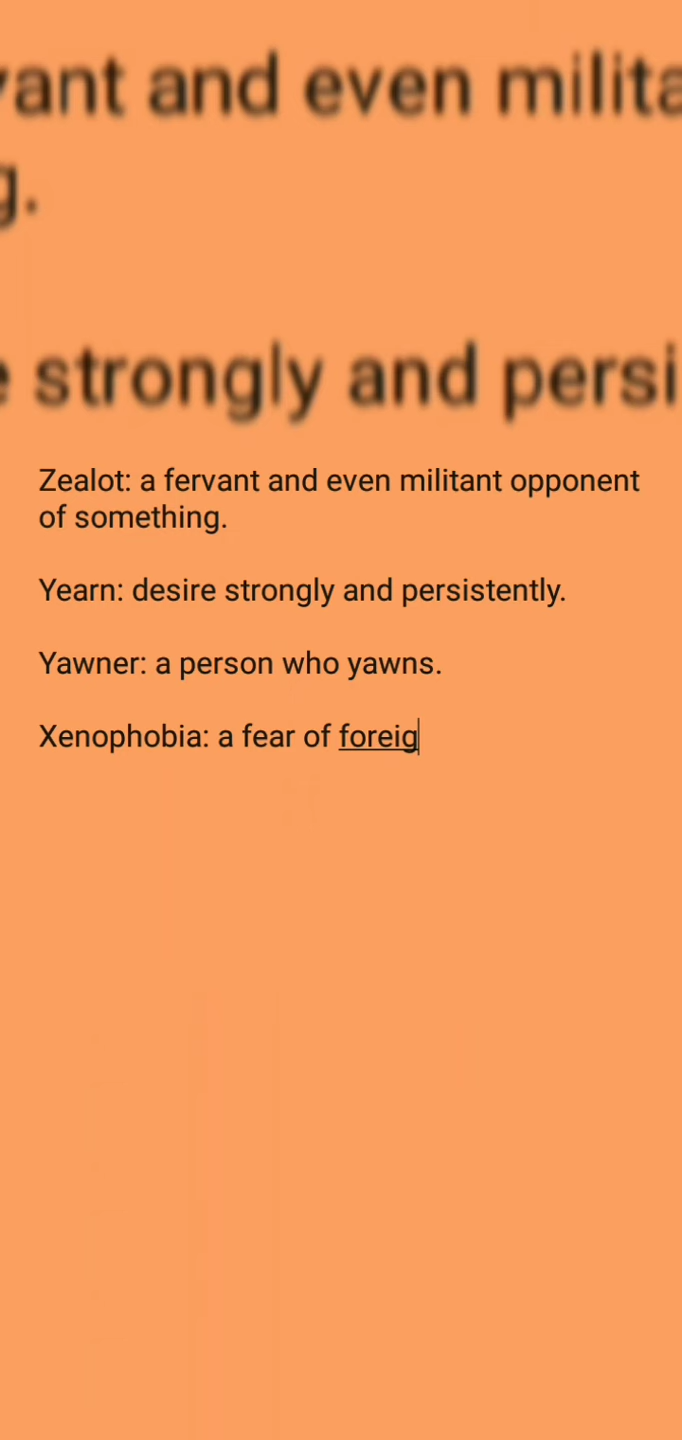 vant and even milita
g.
e strongly and persi
Zealot: a fervant and even militant opponent
of something.
Yearn: desire strongly and persistently.
Yawner: a person who yawns.
Xenophobia: a fear of foreig